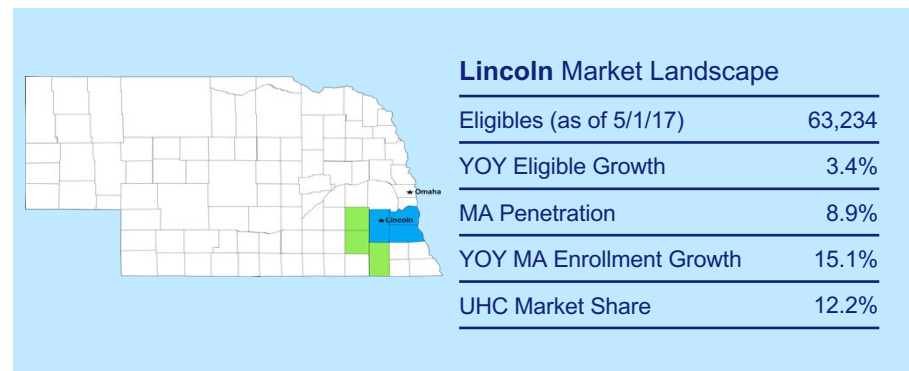 Lincoln Market Landscape
Eligibles (as of 5/1/17) 63,234
YOY Eligible Growth 3.4%
MA Penetration 8.9%
YOY MA Enrollment Growth 15.1%
UHC Market Share 12.2%
Omaha
Lincoln